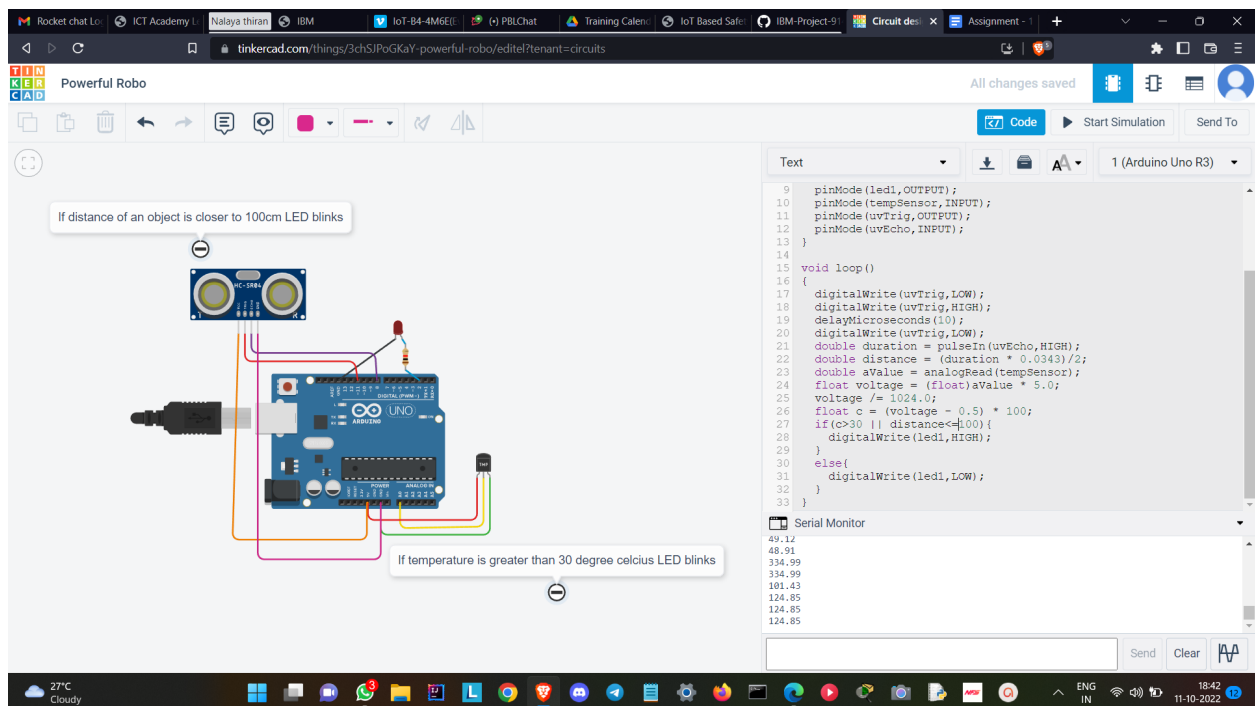 Rocket chat Lo
ICT Academy L
Nalaya thiran
IBM
IoT-B4-4M6E(E
(•) PBLChat
Training Calend
IoT Based Safet
IBM-Project-91
Circuit desi
Assignment - 1
tinkercad.com/things/3chSJPoGKaY-powerful-robo/editel?tenant=circuits
TIN
KER
CAD
Powerful Robo
All changes saved
Code
Start Simulation
Send To
Text
1 (Arduino Uno R3)
If distance of an object is closer to 100cm LED blinks
HC-SR04
T
R
DIGITAL (PWM ~)
UNO
ARDUINO
POWER
ANALOG IN
TMP
If temperature is greater than 30 degree celcius LED blinks
9 pinMode(led1,OUTPUT);
10 pinMode(tempSensor,INPUT);
11 pinMode(uvTrig,OUTPUT);
12 pinMode(uvEcho,INPUT);
13 }
14
15 void loop()
16 {
17 digitalWrite(uvTrig,LOW);
18 digitalWrite(uvTrig,HIGH);
19 delayMicroseconds(10);
20 digitalWrite(uvTrig,LOW);
21 double duration = pulseIn(uvEcho,HIGH);
22 double distance = (duration * 0.0343)/2;
23 double aValue = analogRead(tempSensor);
24 float voltage = (float)aValue * 5.0;
25 voltage /= 1024.0;
26 float c = (voltage - 0.5) * 100;
27 if(c>30 || distance<=100){
28 digitalWrite(led1,HIGH);
29 }
30 else{
31 digitalWrite(led1,LOW);
32 }
33 }
Serial Monitor
49.12
48.91
334.99
334.99
101.43
124.85
124.85
124.85
Send
Clear
27°C
Cloudy
3
ENG
IN
18:42
11-10-2022
12